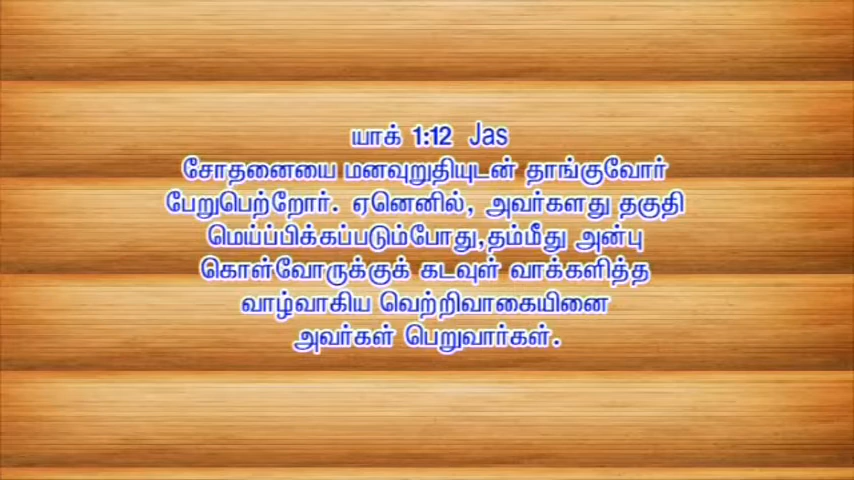 யாக் 1:12 Jas
சோதனையை மனவுறுதியுடன் தாங்குவோர்
பேறுபெற்றோர். ஏனெனில், அவர்களது தகுதி
மெய்ப்பிக்கப்படும்போது,தம்மீது அன்பு
கொள்வோருக்குக் கடவுள் வாக்களித்த
வாழ்வாகிய வெற்றிவாகையினை
அவர்கள் பெறுவார்கள்.